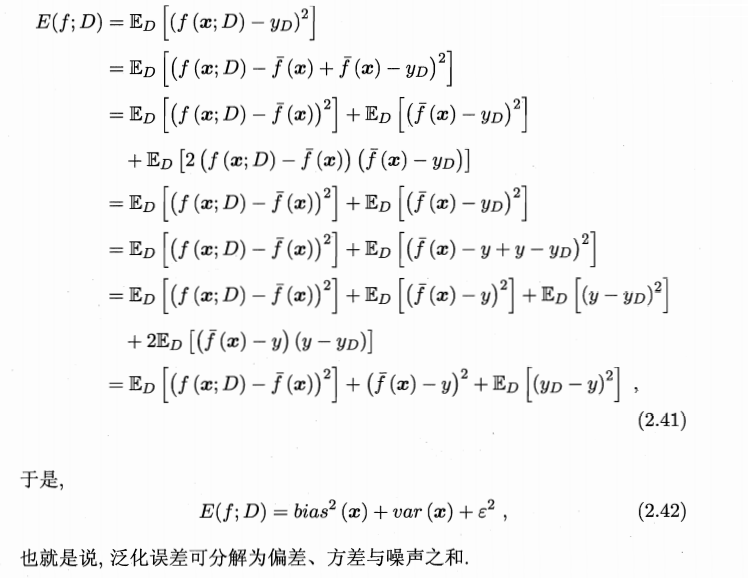 E(f; D) = 𝔼_D [(f (𝒙; D) − y_D)²]
= 𝔼_D [(f (𝒙; D) − f̄ (𝒙) + f̄ (𝒙) − y_D)²]
= 𝔼_D [(f (𝒙; D) − f̄ (𝒙))²] + 𝔼_D [(f̄ (𝒙) − y_D)²]
+ 𝔼_D [2 (f (𝒙; D) − f̄ (𝒙)) (f̄ (𝒙) − y_D)]
= 𝔼_D [(f (𝒙; D) − f̄ (𝒙))²] + 𝔼_D [(f̄ (𝒙) − y_D)²]
= 𝔼_D [(f (𝒙; D) − f̄ (𝒙))²] + 𝔼_D [(f̄ (𝒙) − y + y − y_D)²]
= 𝔼_D [(f (𝒙; D) − f̄ (𝒙))²] + 𝔼_D [(f̄ (𝒙) − y)²] + 𝔼_D [(y − y_D)²]
+ 2𝔼_D [(f̄ (𝒙) − y) (y − y_D)]
= 𝔼_D [(f (𝒙; D) − f̄ (𝒙))²] + (f̄ (𝒙) − y)² + 𝔼_D [(y_D − y)²] ,
(2.41)
于是,
E(f; D) = bias² (𝒙) + var (𝒙) + ε² , (2.42)
也就是说, 泛化误差可分解为偏差、方差与噪声之和.